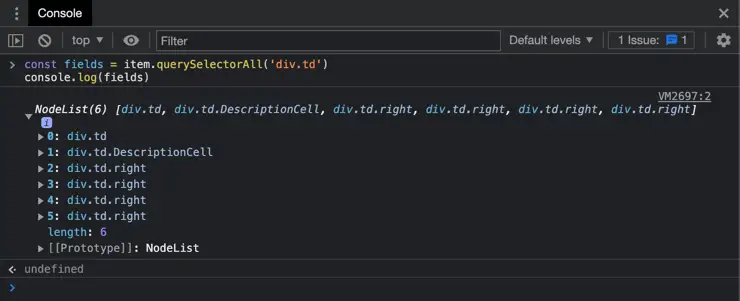 Console
top ▼ Filter Default levels ▼ 1 Issue: 1
> const fields = item.querySelectorAll('div.td')
console.log(fields)
VM2697:2
NodeList(6) [div.td, div.td.DescriptionCell, div.td.right, div.td.right, div.td.right, div.td.right]
i
0: div.td
1: div.td.DescriptionCell
2: div.td.right
3: div.td.right
4: div.td.right
5: div.td.right
length: 6
[[Prototype]]: NodeList
undefined